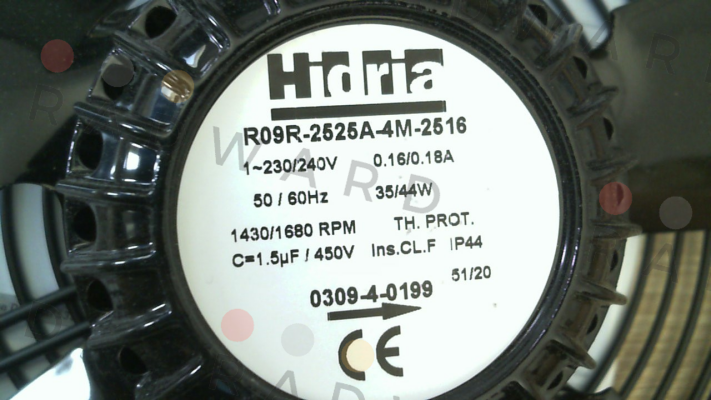 Hidria
R09R-2525A-4M-2516
1~230/240V 0.16/0.18A
50 / 60Hz 35/44W
1430/1680 RPM TH. PROT.
C=1.5µF / 450V Ins.CL.F IP44
51/20
0309-4-0199
CE
WARD